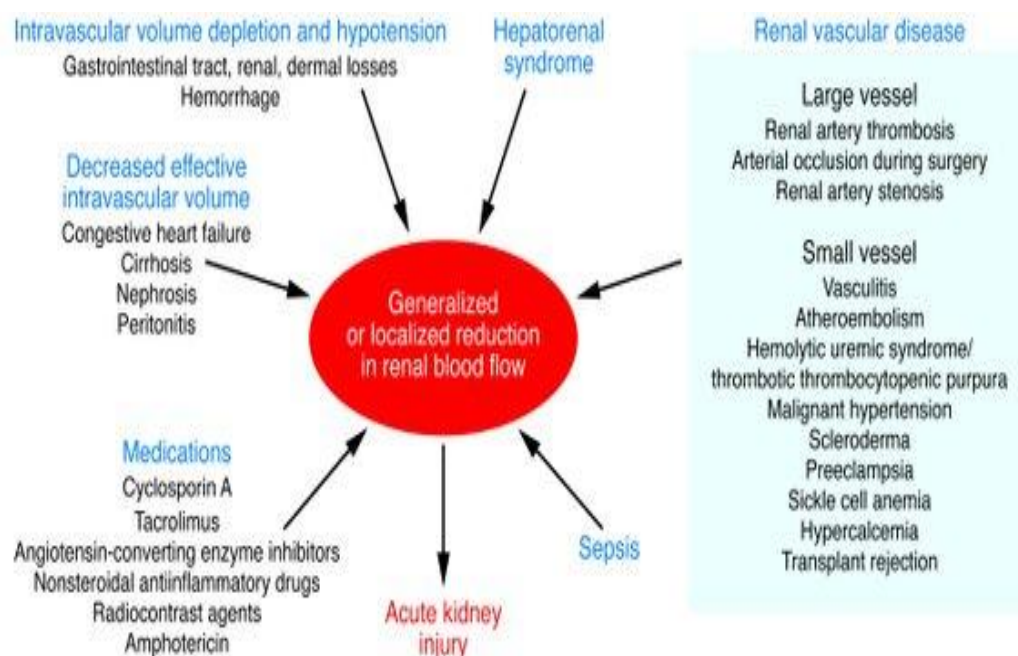 Intravascular volume depletion and hypotension
Gastrointestinal tract, renal, dermal losses
Hemorrhage
Hepatorenal
syndrome
Renal vascular disease
Large vessel
Renal artery thrombosis
Arterial occlusion during surgery
Renal artery stenosis
Small vessel
Vasculitis
Atheroembolism
Hemolytic uremic syndrome/
thrombotic thrombocytopenic purpura
Malignant hypertension
Scleroderma
Preeclampsia
Sickle cell anemia
Hypercalcemia
Transplant rejection
Decreased effective
intravascular volume
Congestive heart failure
Cirrhosis
Nephrosis
Peritonitis
Generalized
or localized reduction
in renal blood flow
Medications
Cyclosporin A
Tacrolimus
Angiotensin-converting enzyme inhibitors
Nonsteroidal antiinflammatory drugs
Radiocontrast agents
Amphotericin
Acute kidney
injury
Sepsis